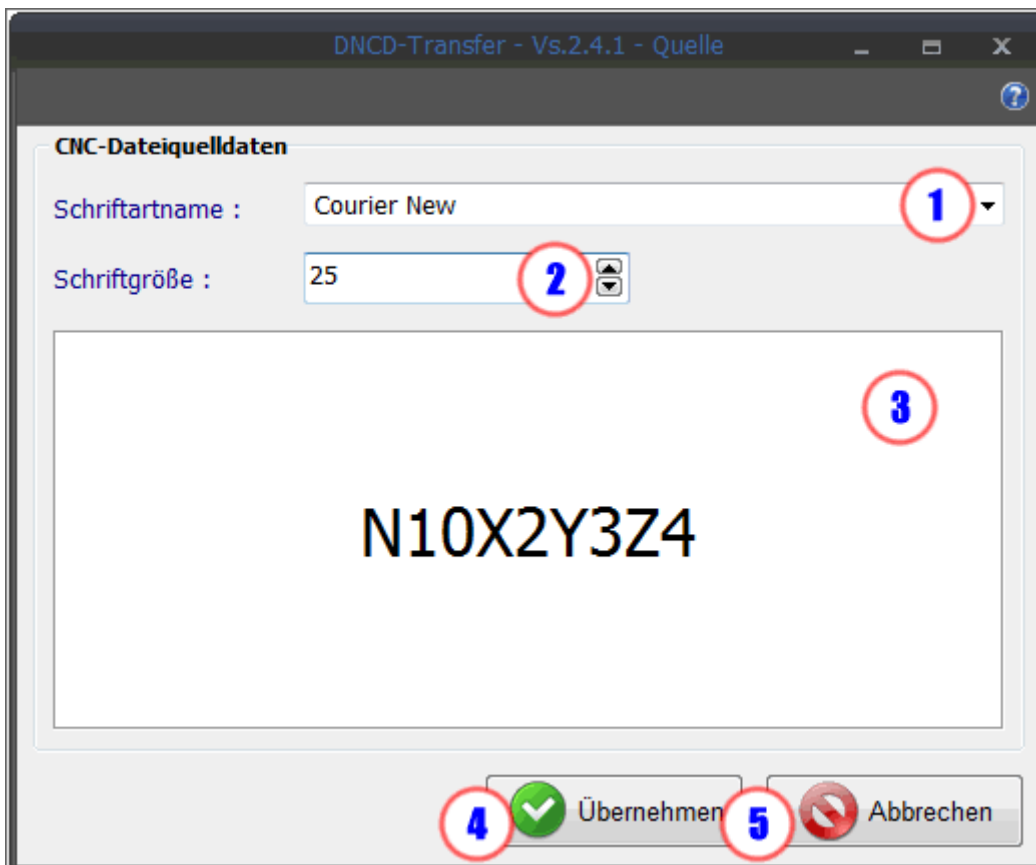 DNCD-Transfer - Vs.2.4.1 - Quelle
?
CNC-Dateiquelldaten
Schriftartname : Courier New 1
Schriftgröße : 25 2
3
N10X2Y3Z4
4 Übernehmen 5 Abbrechen